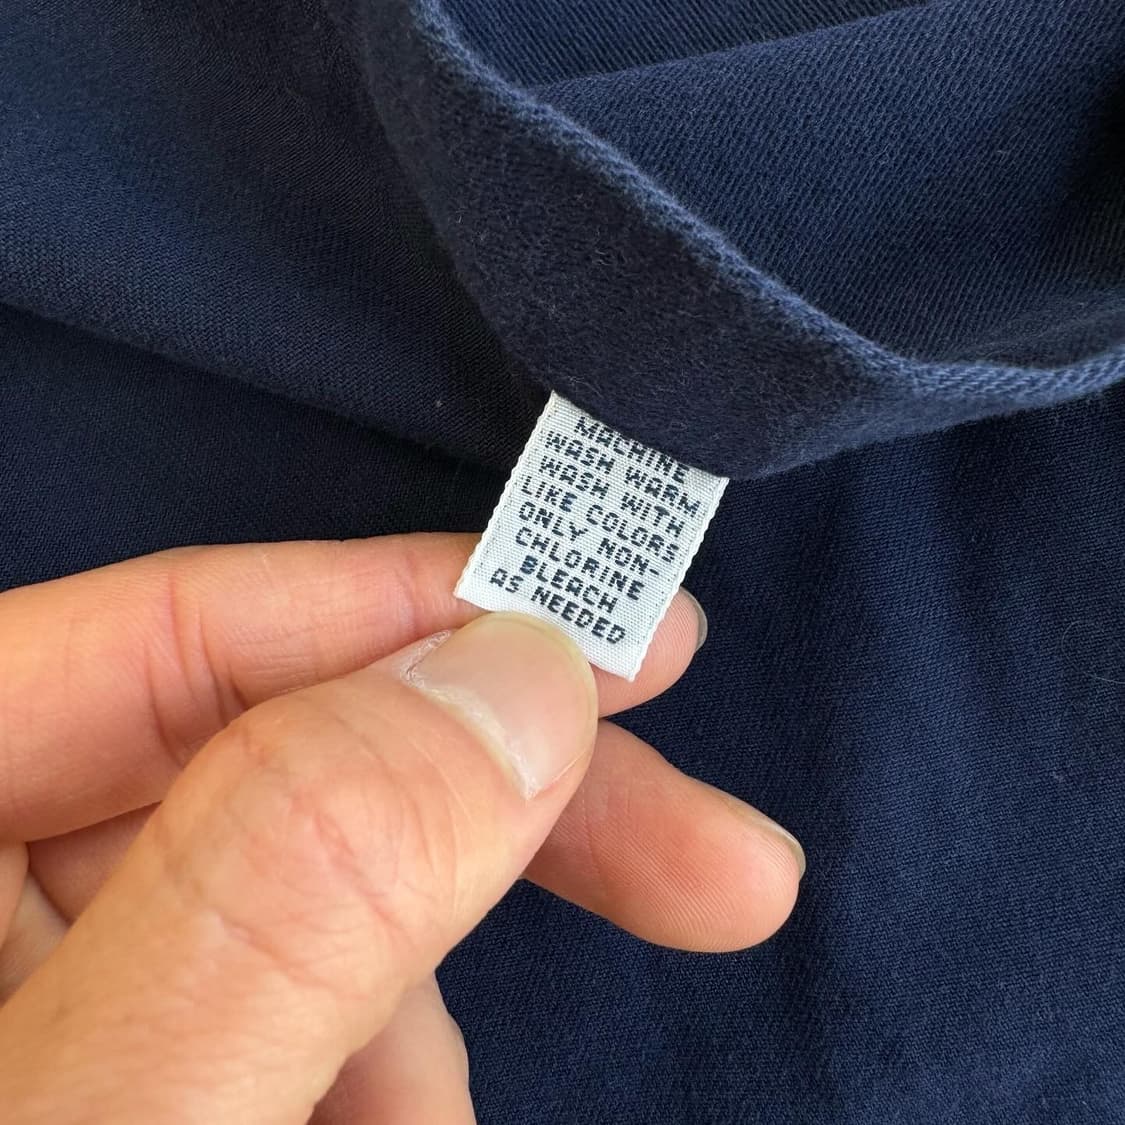 MACHINE
WASH WARM
WASH WITH
LIKE COLORS
ONLY NON
CHLORINE
BLEACH
AS NEEDED